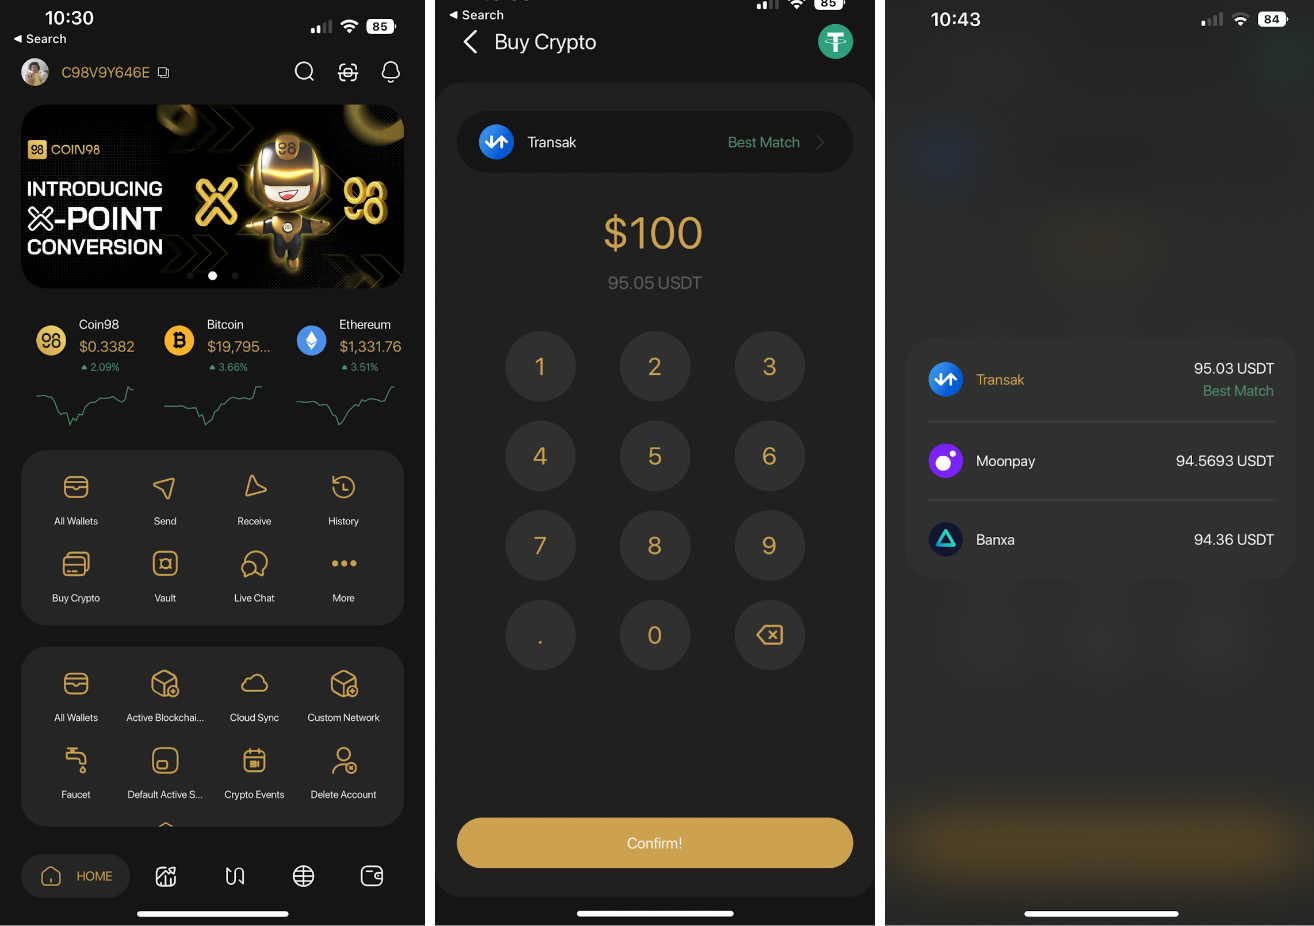 10:30
85
◀ Search
C98V9Y646E
98 COIN98
INTRODUCING
X-POINT
CONVERSION
Coin98
$0.3382
2.09%
Bitcoin
$19,795...
3.66%
Ethereum
$1,331.76
3.51%
All Wallets
Send
Receive
History
Buy Crypto
Vault
Live Chat
More
All Wallets
Active Blockchai...
Cloud Sync
Custom Network
Faucet
Default Active S...
Crypto Events
Delete Account
HOME
85
◀ Search
Buy Crypto
Transak
Best Match
$100
95.05 USDT
1 2 3
4 5 6
7 8 9
. 0
Confirm!
10:43
84
Transak
95.03 USDT
Best Match
Moonpay
94.5693 USDT
Banxa
94.36 USDT